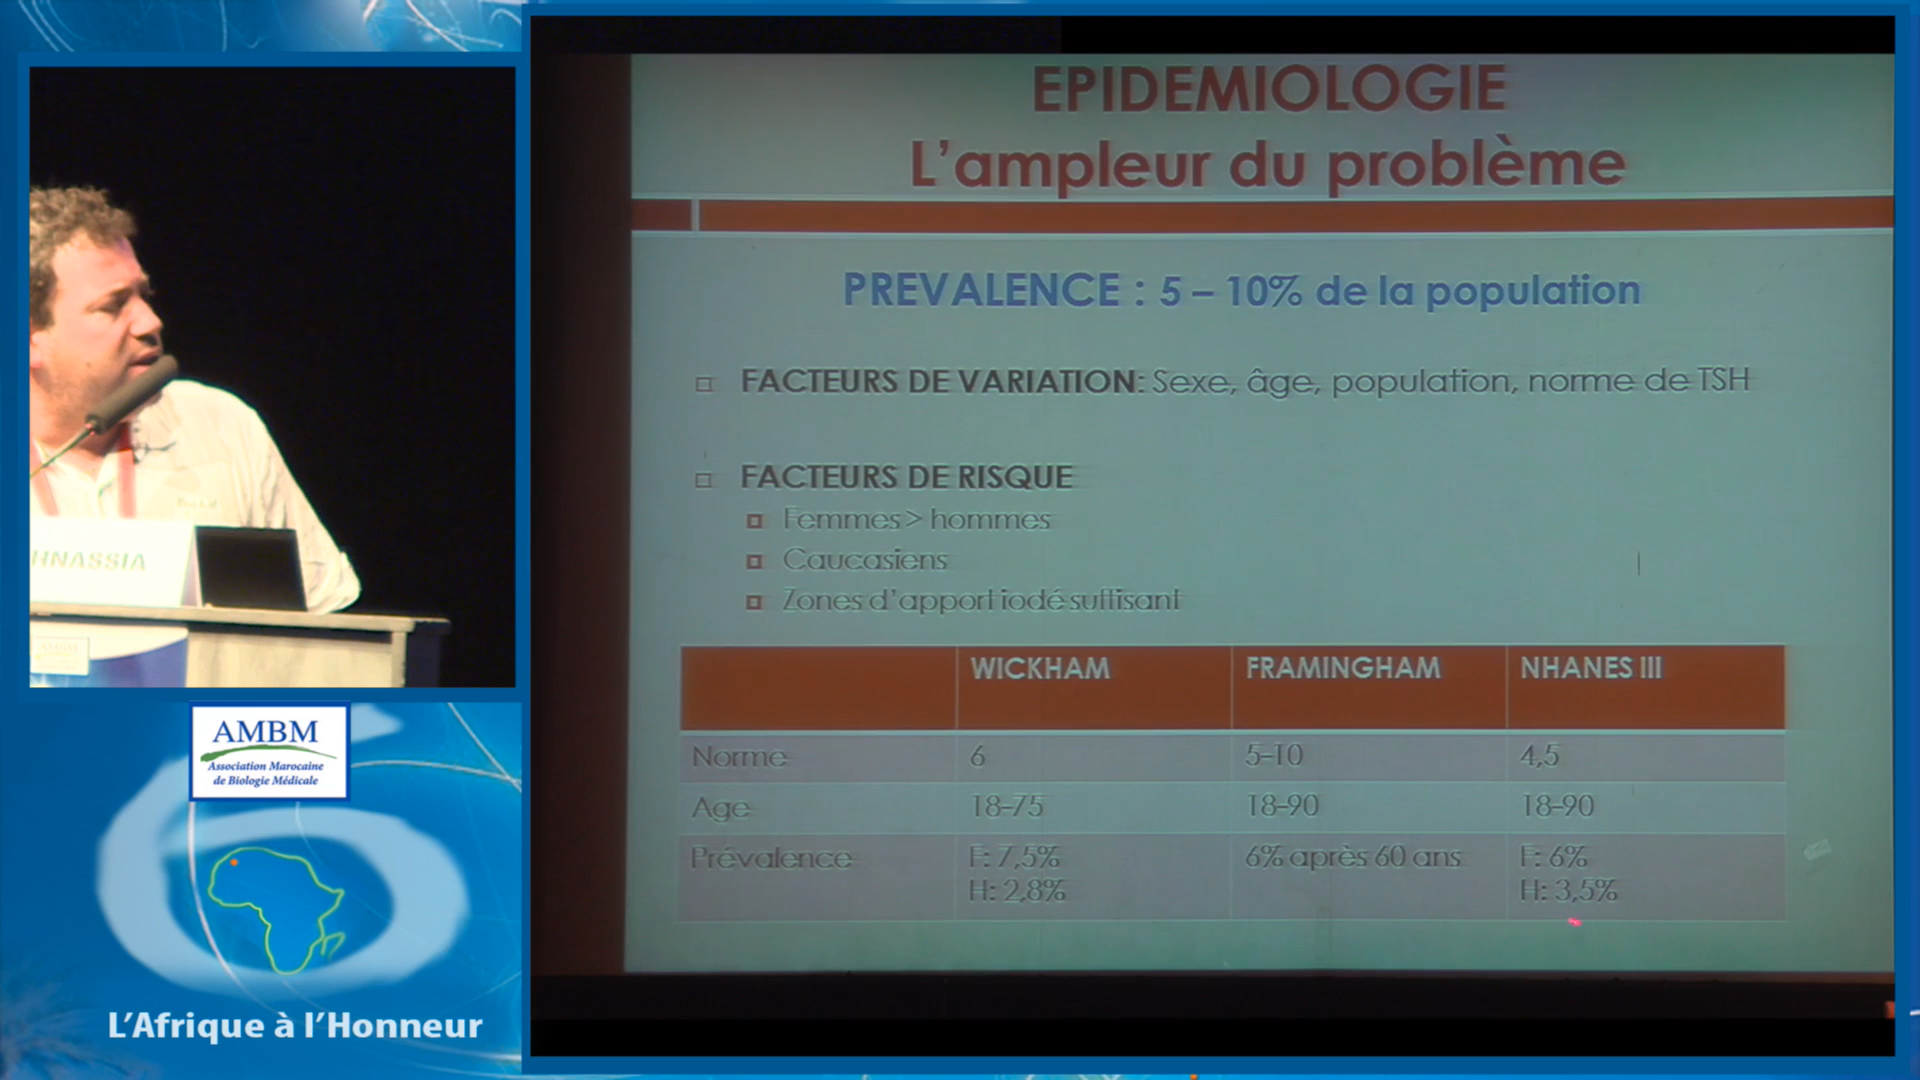 EPIDEMIOLOGIE
L'ampleur du problème
PREVALENCE : 5 – 10% de la population
FACTEURS DE VARIATION: Sexe, âge, population, norme de TSH
FACTEURS DE RISQUE
Femmes > hommes
Caucasiens
Zones d'apport iodé suffisant
WICKHAM FRAMINGHAM NHANES III
Norme 6 5-10 4,5
Age 18-75 18-90 18-90
Prévalence F: 7,5% 6% après 60 ans F: 6%
H: 2,8% H: 3,5%
HNASSIA
AMBM
AMBM
Association Marocaine
de Biologie Médicale
L'Afrique à l'Honneur